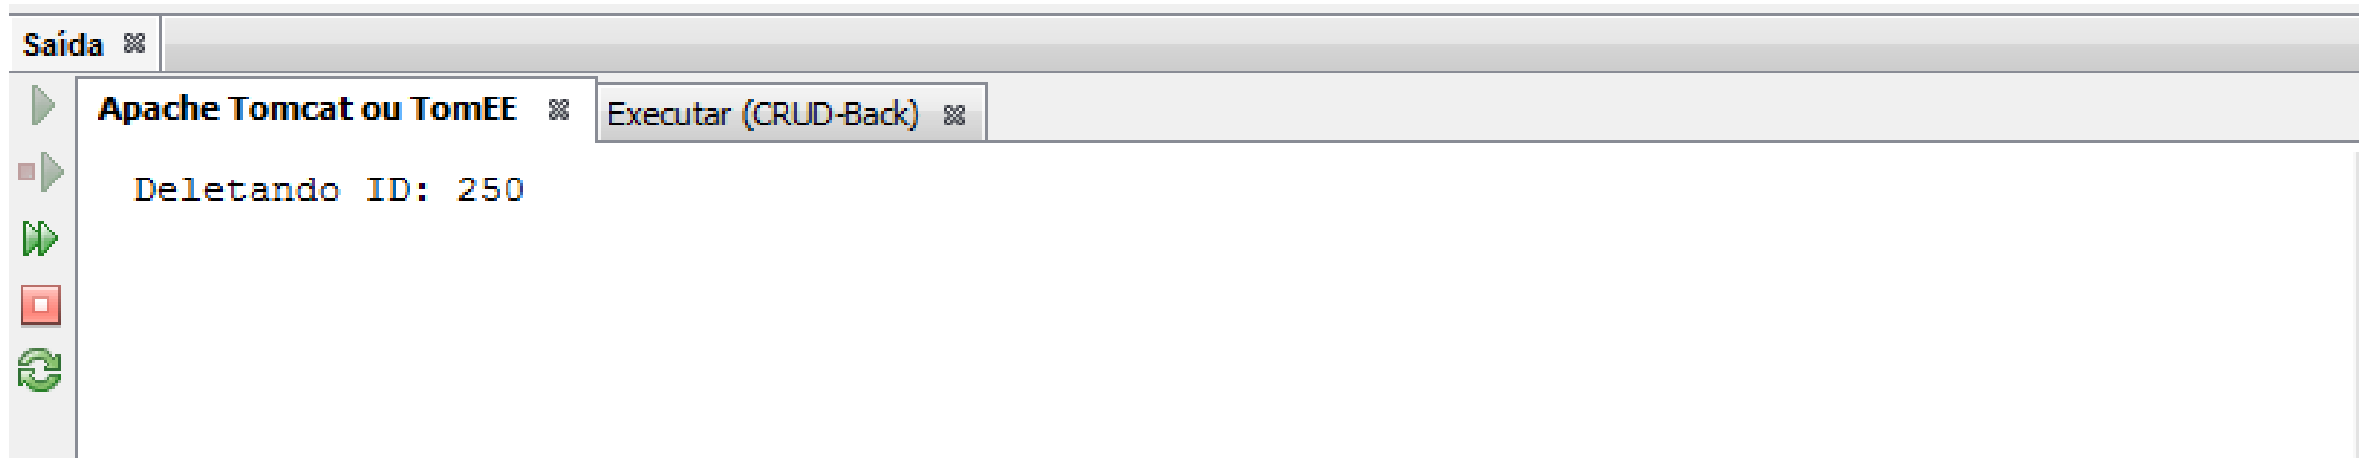 Saída
Apache Tomcat ou TomEE
Executar (CRUD-Back)
Deletando ID: 250